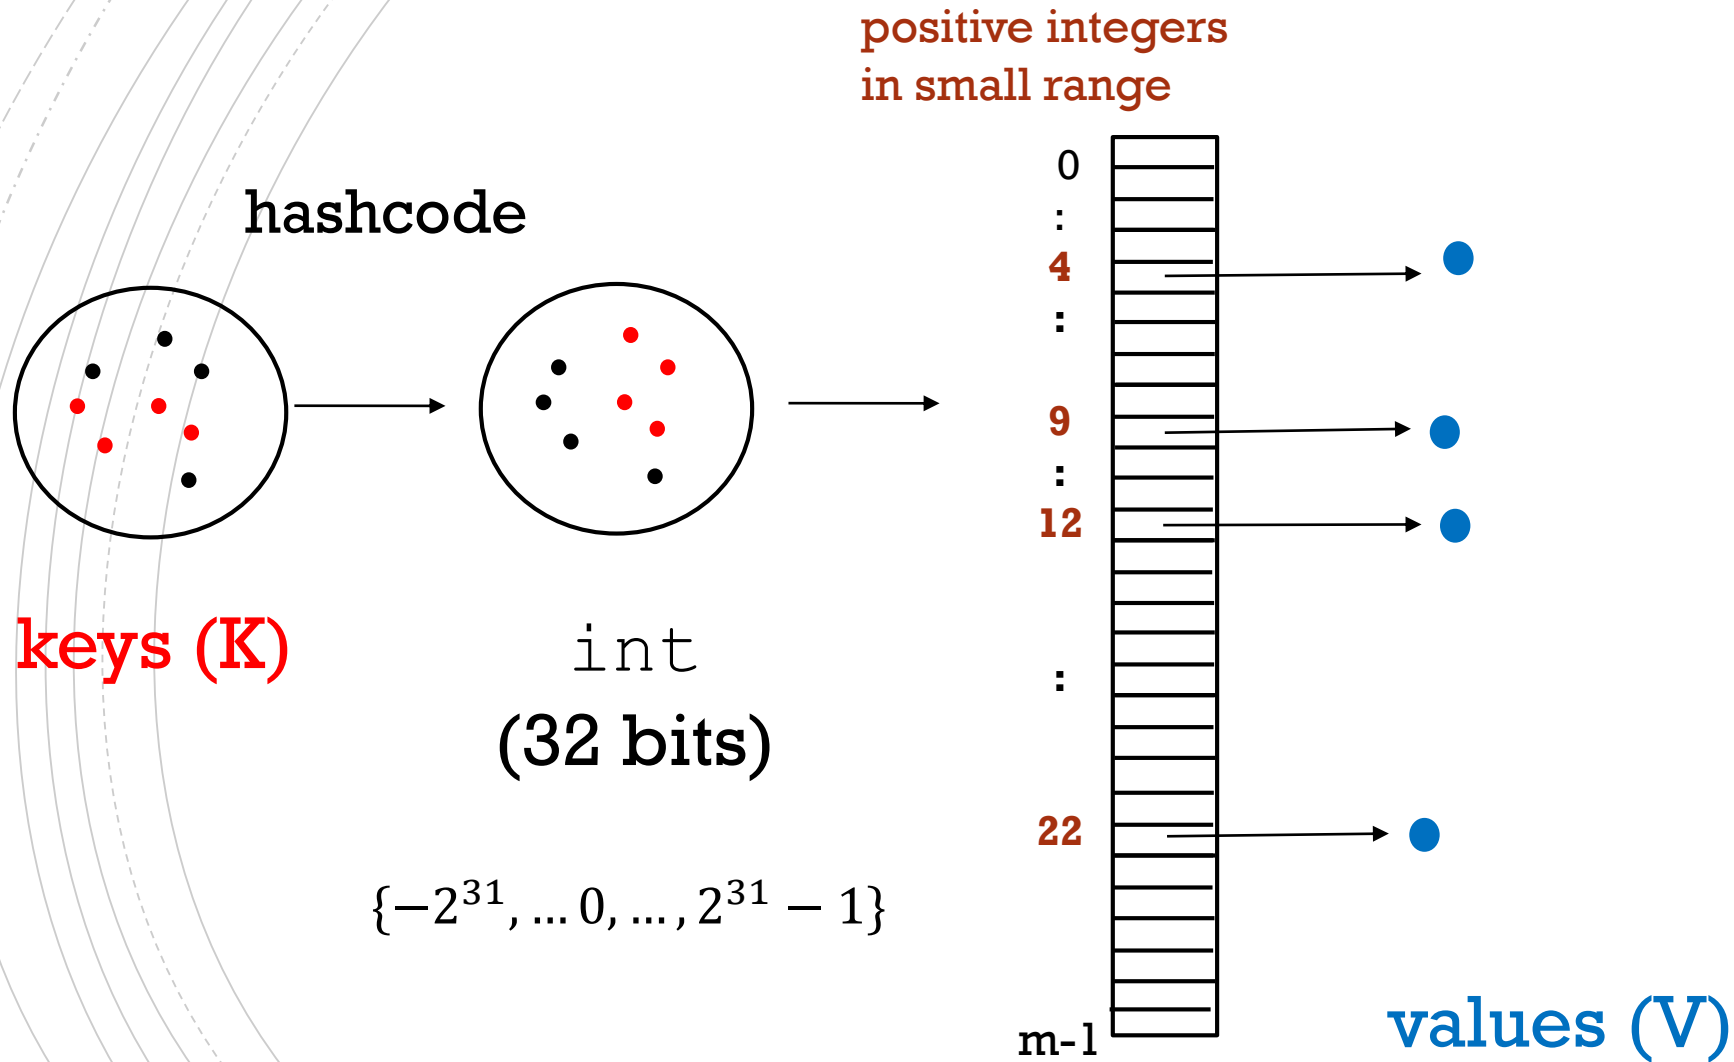 positive integers
in small range
hashcode
0
:
4
:
9
:
12
:
22
m-1
keys (K)
int
(32 bits)
{−2^31, … 0, … , 2^31 − 1}
values (V)